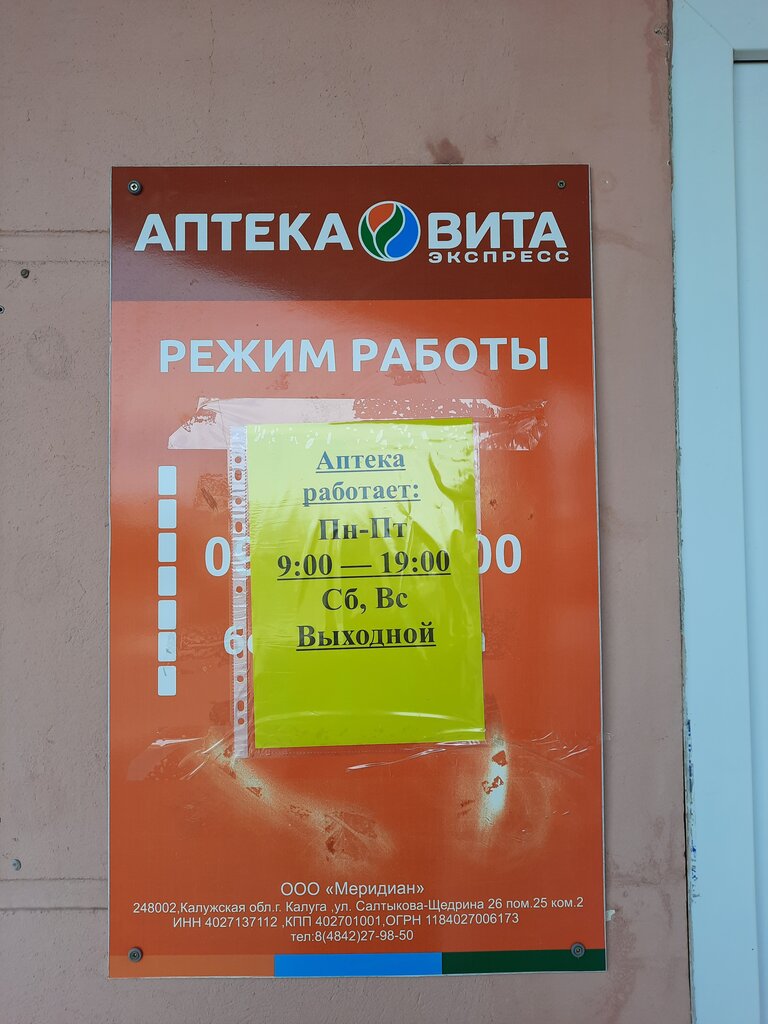 АПТЕКА ВИТА
ЭКСПРЕСС
РЕЖИМ РАБОТЫ
Аптека
работает:
Пн-Пт
9:00 — 19:00
Сб, Вс
Выходной
ООО «Меридиан»
248002,Калужская обл.г. Калуга ,ул. Салтыкова-Щедрина 26 пом.25 ком.2
ИНН 4027137112 ,КПП 402701001,ОГРН 1184027006173
тел:8(4842)27-98-50